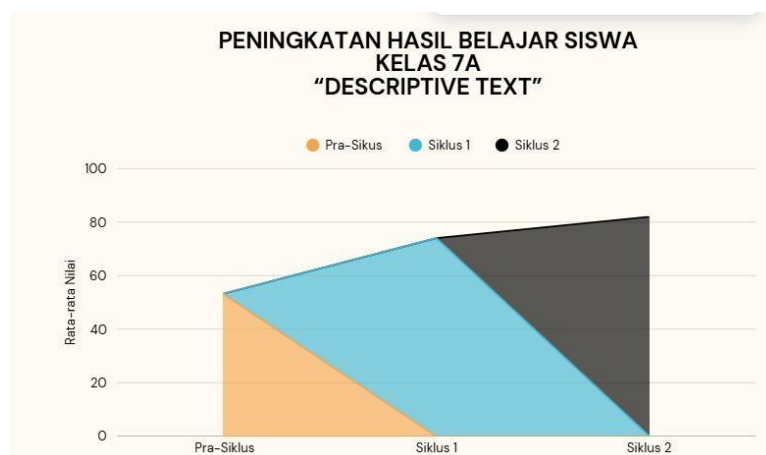 PENINGKATAN HASIL BELAJAR SISWA
KELAS 7A
“DESCRIPTIVE TEXT”
Pra-Sikus
Siklus 1
Siklus 2
100
80
60
40
20
0
Rata-rata Nilai
Pra-Siklus
Siklus 1
Siklus 2